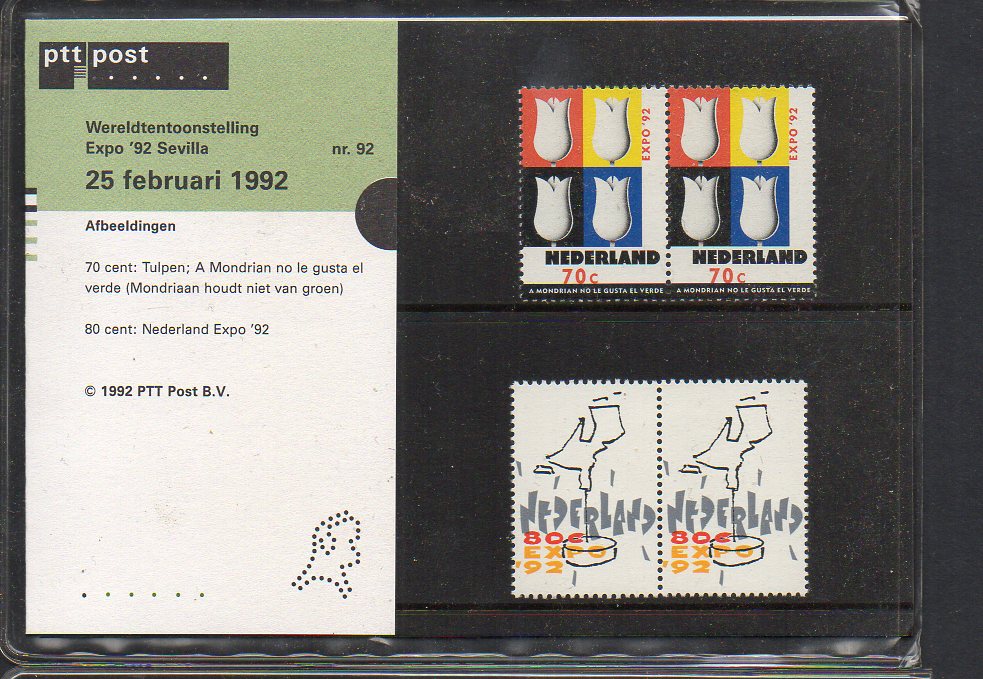 ptt post
Wereldtentoonstelling
Expo '92 Sevilla nr. 92
25 februari 1992
Afbeeldingen
70 cent: Tulpen; A Mondrian no le gusta el
verde (Mondriaan houdt niet van groen)
80 cent: Nederland Expo '92
© 1992 PTT Post B.V.
EXPO '92
NEDERLAND
70 c
A MONDRIAN NO LE GUSTA EL VERDE
EXPO '92
NEDERLAND
70 c
A MONDRIAN NO LE GUSTA EL VERDE
NEDERLAND
80c
EXPO
'92
NEDERLAND
80c
EXPO
'92